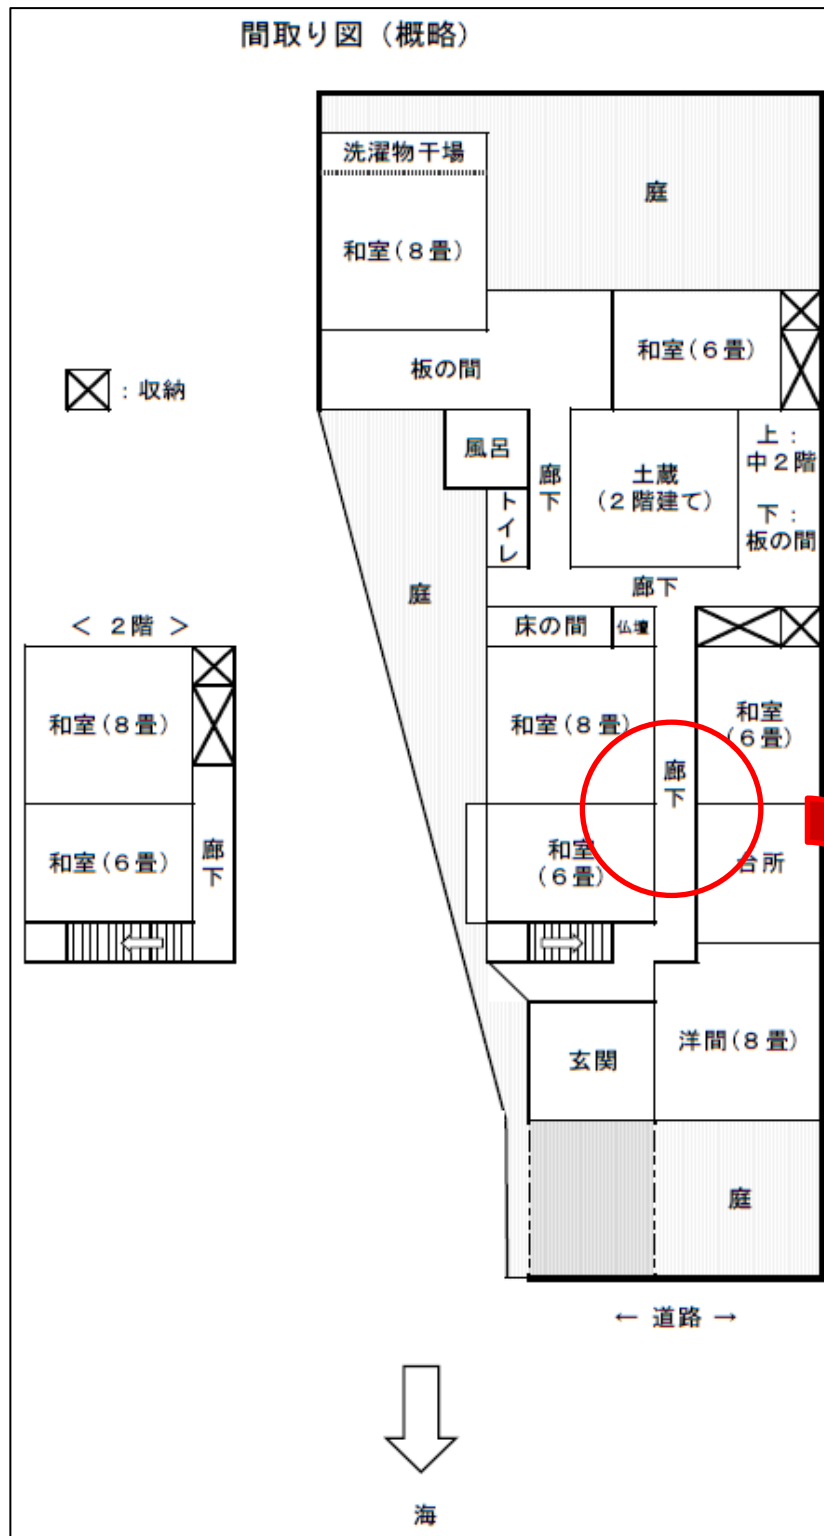 間取り図（概略）
洗濯物干場
庭
和室(８畳)
和室(６畳)
板の間
：収納
風呂
廊下
土蔵
(２階建て)
上：
中２階
下：
板の間
トイレ
庭
廊下
＜ ２階 ＞
床の間
仏壇
和室(８畳)
和室(８畳)
和室
(６畳)
廊下
和室(６畳)
廊下
和室
(６畳)
台所
玄関
洋間(８畳)
庭
← 道路 →
海